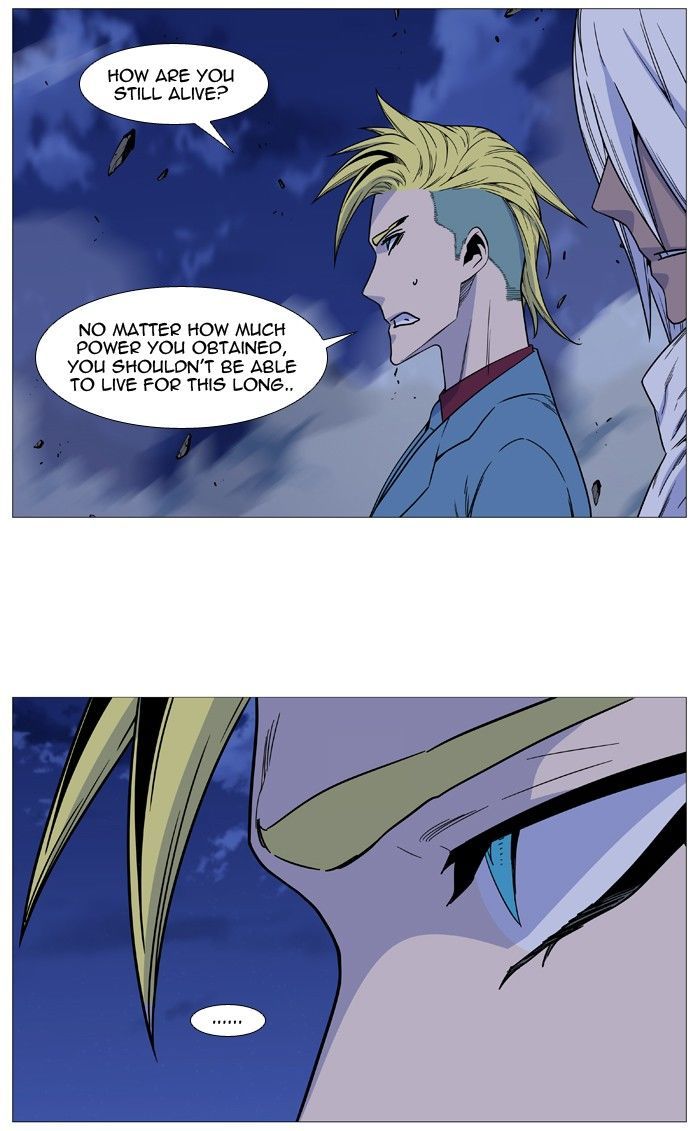 HOW ARE YOU
STILL ALIVE?
NO MATTER HOW MUCH
POWER YOU OBTAINED,
YOU SHOULDN'T BE ABLE
TO LIVE FOR THIS LONG..
......